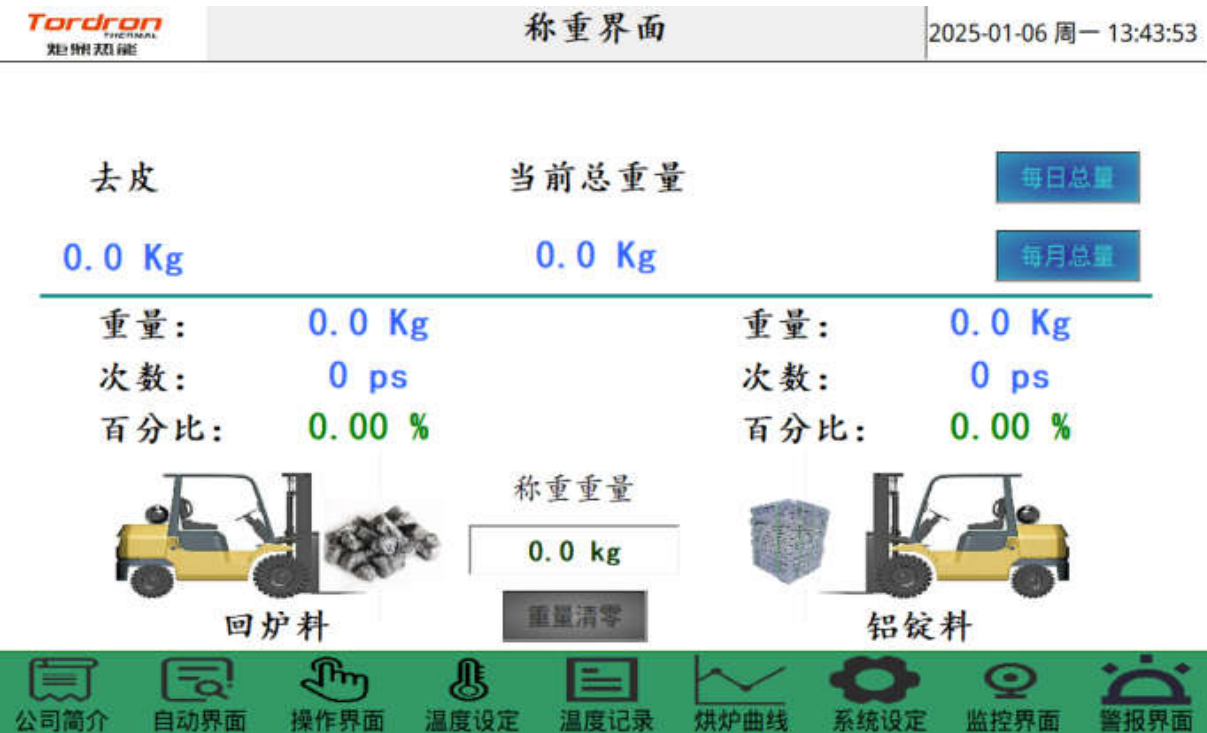 Tordron
THERMAL
炬鼎热能
称重界面
2025-01-06 周一 13:43:53
去皮
当前总重量
每日总量
0.0 Kg
0.0 Kg
每月总量
重量: 0.0 Kg
重量: 0.0 Kg
次数: 0 ps
次数: 0 ps
百分比: 0.00 %
百分比: 0.00 %
称重重量
0.0 kg
重量清零
回炉料
铝锭料
公司简介 自动界面 操作界面 温度设定 温度记录 烘炉曲线 系统设定 监控界面 警报界面